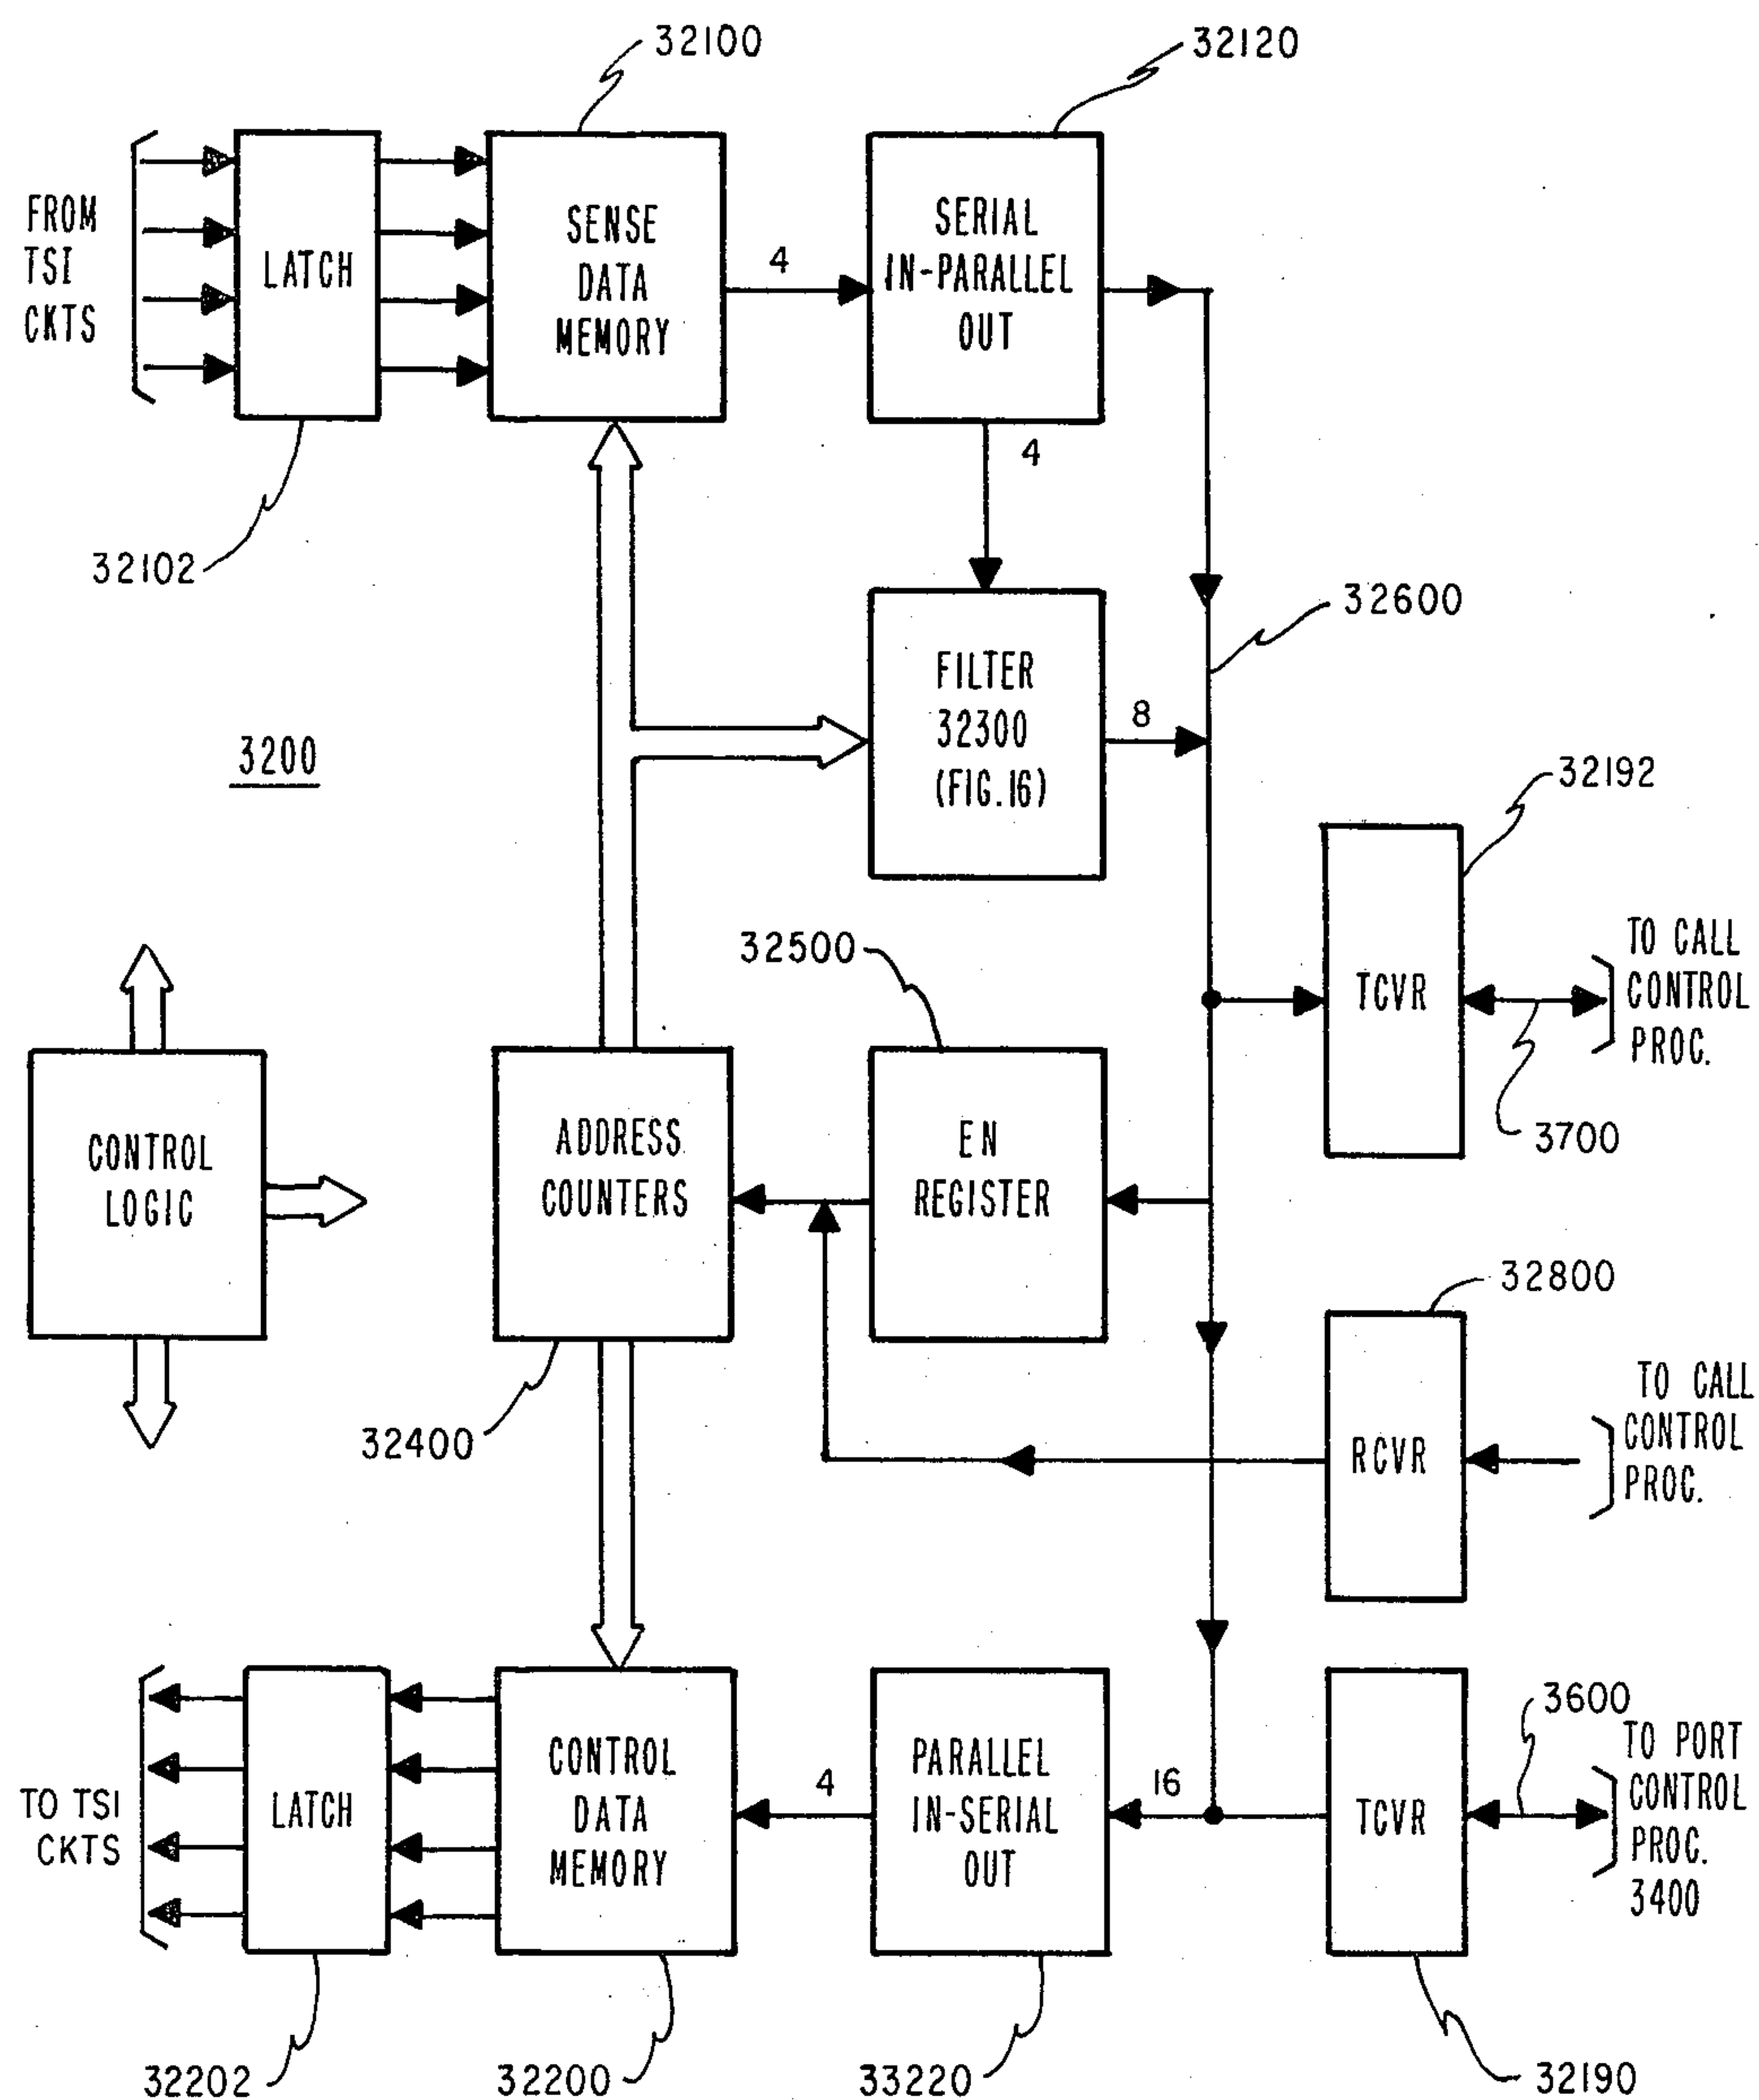 32100
32120
FROM
TSI
CKTS
LATCH
SENSE
DATA
MEMORY
4
SERIAL
IN-PARALLEL
OUT
4
32102
32600
FILTER
32300
(FIG.16)
8
3200
32192
32500
TCVR
TO CALL
CONTROL
PROC.
3700
CONTROL
LOGIC
ADDRESS
COUNTERS
EN
REGISTER
32800
32400
RCVR
TO CALL
CONTROL
PROC.
TO TSI
CKTS
LATCH
CONTROL
DATA
MEMORY
4
PARALLEL
IN-SERIAL
OUT
16
TCVR
3600
TO PORT
CONTROL
PROC.
3400
32202
32200
33220
32190